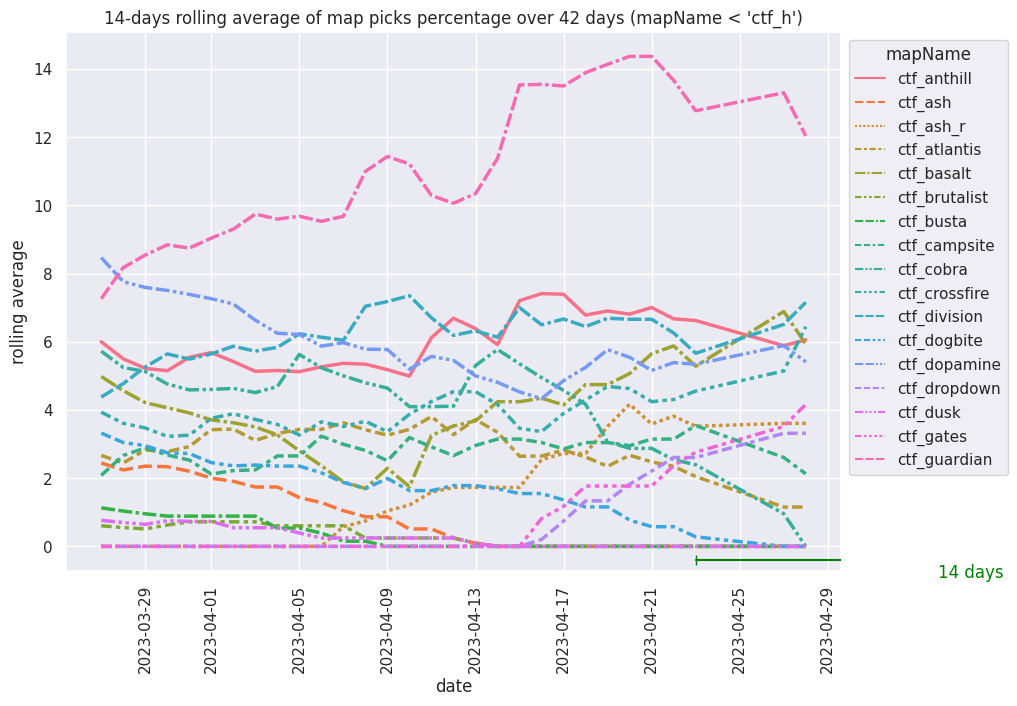 14-days rolling average of map picks percentage over 42 days (mapName < 'ctf_h')
rolling average
14
12
10
8
6
4
2
0
2023-03-29
2023-04-01
2023-04-05
2023-04-09
2023-04-13
2023-04-17
2023-04-21
2023-04-25
2023-04-29
date
14 days
mapName
ctf_anthill
ctf_ash
ctf_ash_r
ctf_atlantis
ctf_basalt
ctf_brutalist
ctf_busta
ctf_campsite
ctf_cobra
ctf_crossfire
ctf_division
ctf_dogbite
ctf_dopamine
ctf_dropdown
ctf_dusk
ctf_gates
ctf_guardian